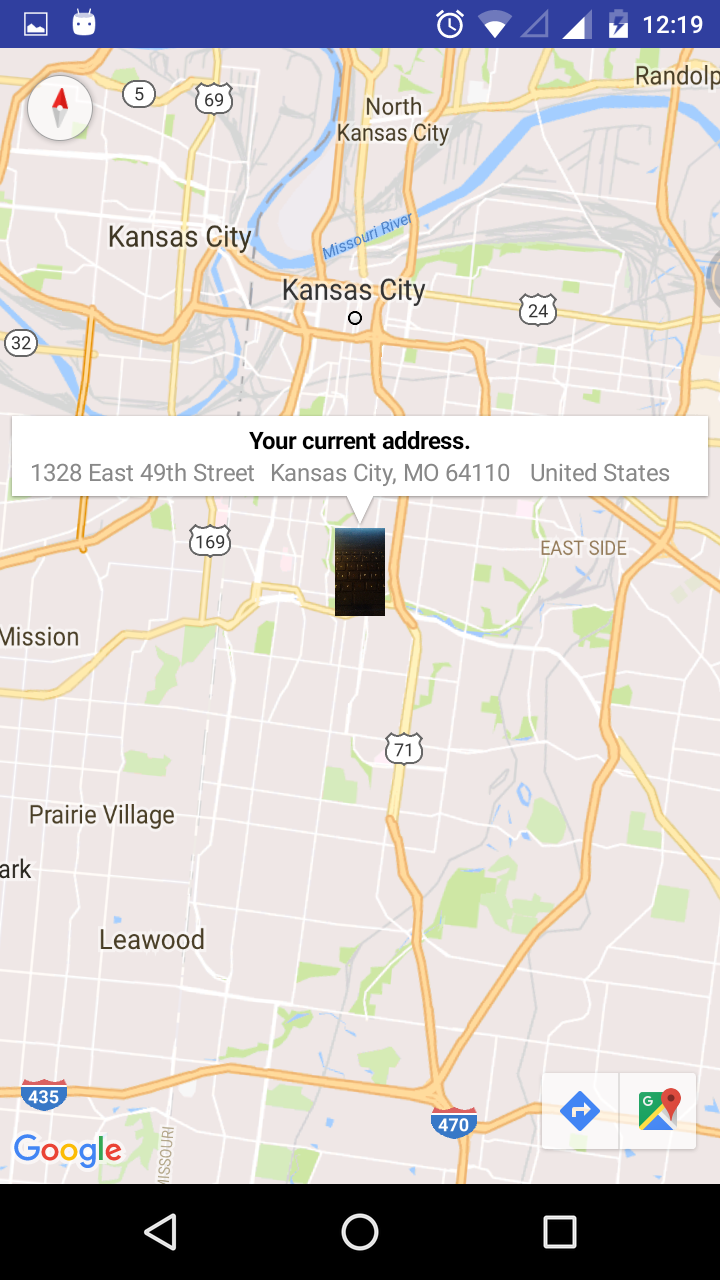 12:19
Randolp
5
69
North
Kansas City
Missouri River
Kansas City
Kansas City
24
32
Your current address.
1328 East 49th Street Kansas City, MO 64110 United States
169
EAST SIDE
Mission
71
Prairie Village
ark
Leawood
435
470
G
Google
MISSOURI